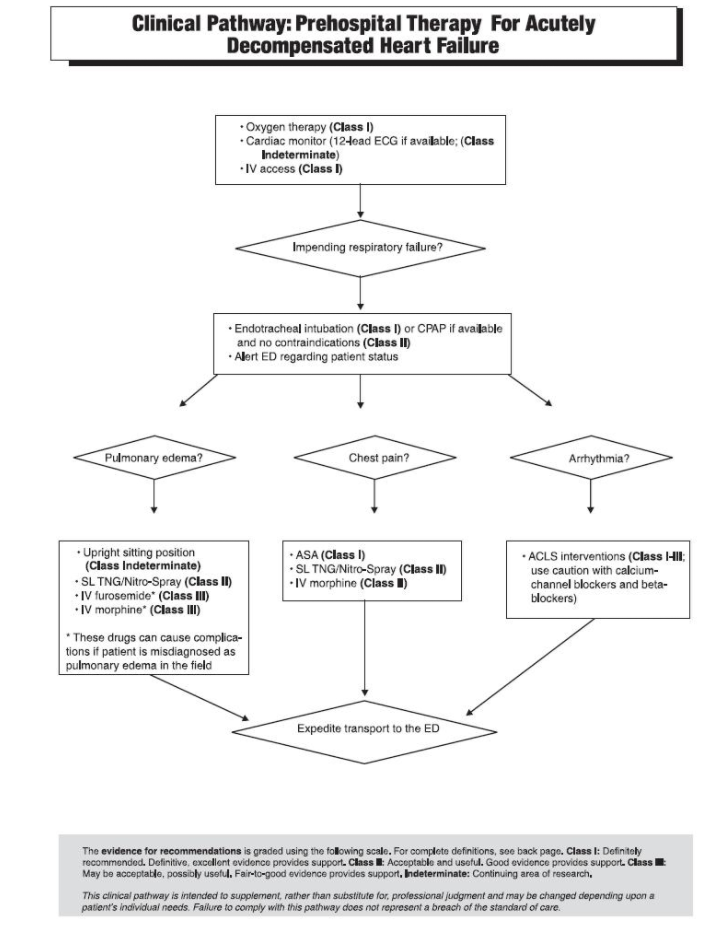 Clinical Pathway: Prehospital Therapy For Acutely
Decompensated Heart Failure
· Oxygen therapy (Class I)
· Cardiac monitor (12-lead ECG if available; (Class
Indeterminate)
· IV access (Class I)
Impending respiratory failure?
· Endotracheal intubation (Class I) or CPAP if available
and no contraindications (Class II)
· Alert ED regarding patient status
Pulmonary edema?
Chest pain?
Arrhythmia?
· Upright sitting position
(Class Indeterminate)
· SL TNG/Nitro-Spray (Class II)
· IV furosemide* (Class III)
· IV morphine* (Class III)
* These drugs can cause complica-
tions if patient is misdiagnosed as
pulmonary edema in the field
· ASA (Class I)
· SL TNG/Nitro-Spray (Class II)
· IV morphine (Class II)
· ACLS interventions (Class I-III;
use caution with calcium-
channel blockers and beta-
blockers)
Expedite transport to the ED
The evidence for recommendations is graded using the following scale. For complete definitions, see back page. Class I: Definitely
recommended. Definitive, excellent evidence provides support. Class II: Acceptable and useful. Good evidence provides support. Class III:
May be acceptable, possibly useful. Fair-to-good evidence provides support. Indeterminate: Continuing area of research.
This clinical pathway is intended to supplement, rather than substitute for, professional judgment and may be changed depending upon a
patient's individual needs. Failure to comply with this pathway does not represent a breach of the standard of care.